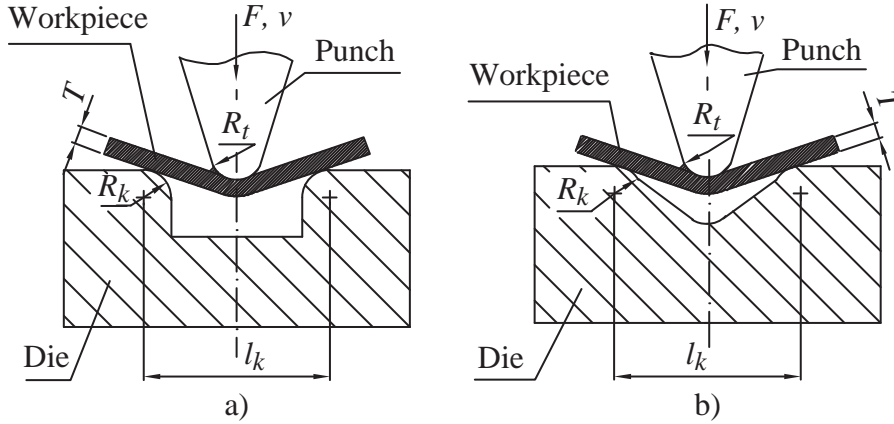 Workpiece
F, v
Punch
T
R_t
R_k
Die
l_k
a)
F, v
Punch
Workpiece
T
R_t
R_k
Die
l_k
b)